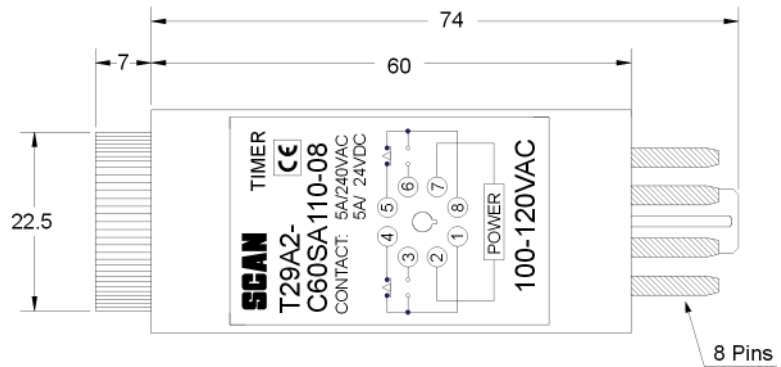 74
7
60
22.5
SCAN TIMER
CE
T29A2-
C60SA110-08
CONTACT: 5A/240VAC
5A/ 24VDC
5 6 7 8
4 3 2 1
POWER
100-120VAC
8 Pins